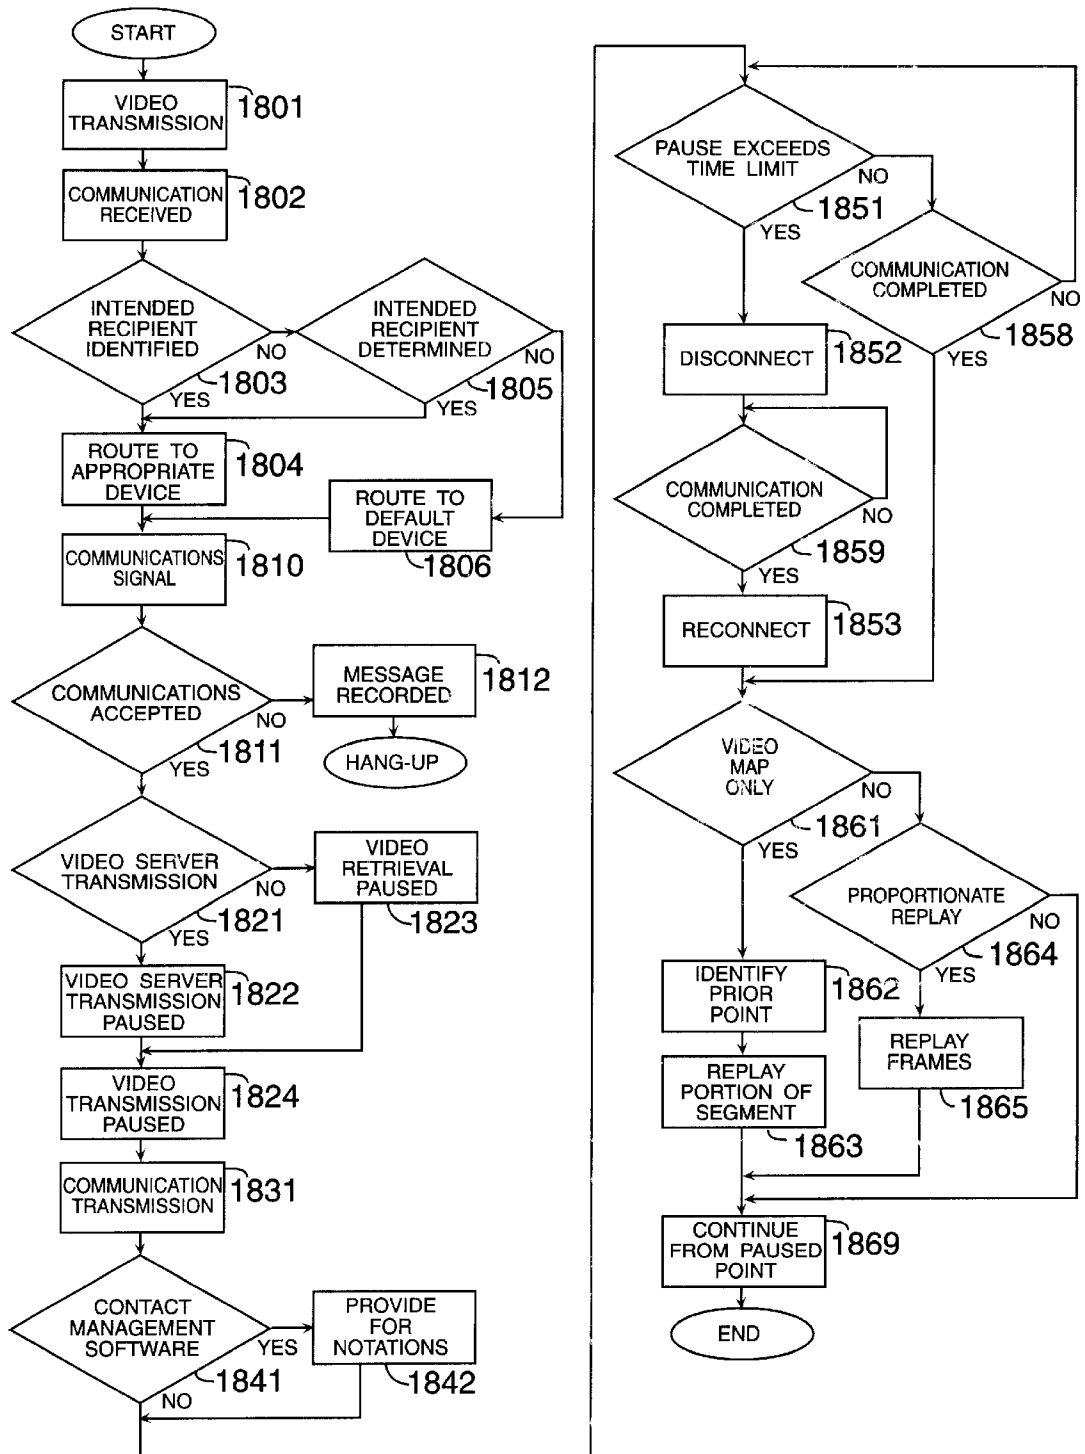 START
VIDEO
TRANSMISSION
1801
COMMUNICATION
RECEIVED
1802
INTENDED
RECIPIENT
IDENTIFIED
NO
1803
YES
INTENDED
RECIPIENT
DETERMINED
NO
1805
YES
ROUTE TO
APPROPRIATE
DEVICE
1804
ROUTE TO
DEFAULT
DEVICE
1806
COMMUNICATIONS
SIGNAL
1810
COMMUNICATIONS
ACCEPTED
NO
1811
YES
MESSAGE
RECORDED
1812
HANG-UP
VIDEO SERVER
TRANSMISSION
NO
1821
YES
VIDEO
RETRIEVAL
PAUSED
1823
VIDEO SERVER
TRANSMISSION
PAUSED
1822
VIDEO
TRANSMISSION
PAUSED
1824
COMMUNICATION
TRANSMISSION
1831
CONTACT
MANAGEMENT
SOFTWARE
YES
1841
NO
PROVIDE
FOR
NOTATIONS
1842
PAUSE EXCEEDS
TIME LIMIT
NO
1851
YES
COMMUNICATION
COMPLETED
NO
1858
YES
DISCONNECT
1852
COMMUNICATION
COMPLETED
NO
1859
YES
RECONNECT
1853
VIDEO
MAP
ONLY
NO
1861
YES
PROPORTIONATE
REPLAY
NO
1864
YES
IDENTIFY
PRIOR
POINT
1862
REPLAY
FRAMES
1865
REPLAY
PORTION OF
SEGMENT
1863
CONTINUE
FROM PAUSED
POINT
1869
END